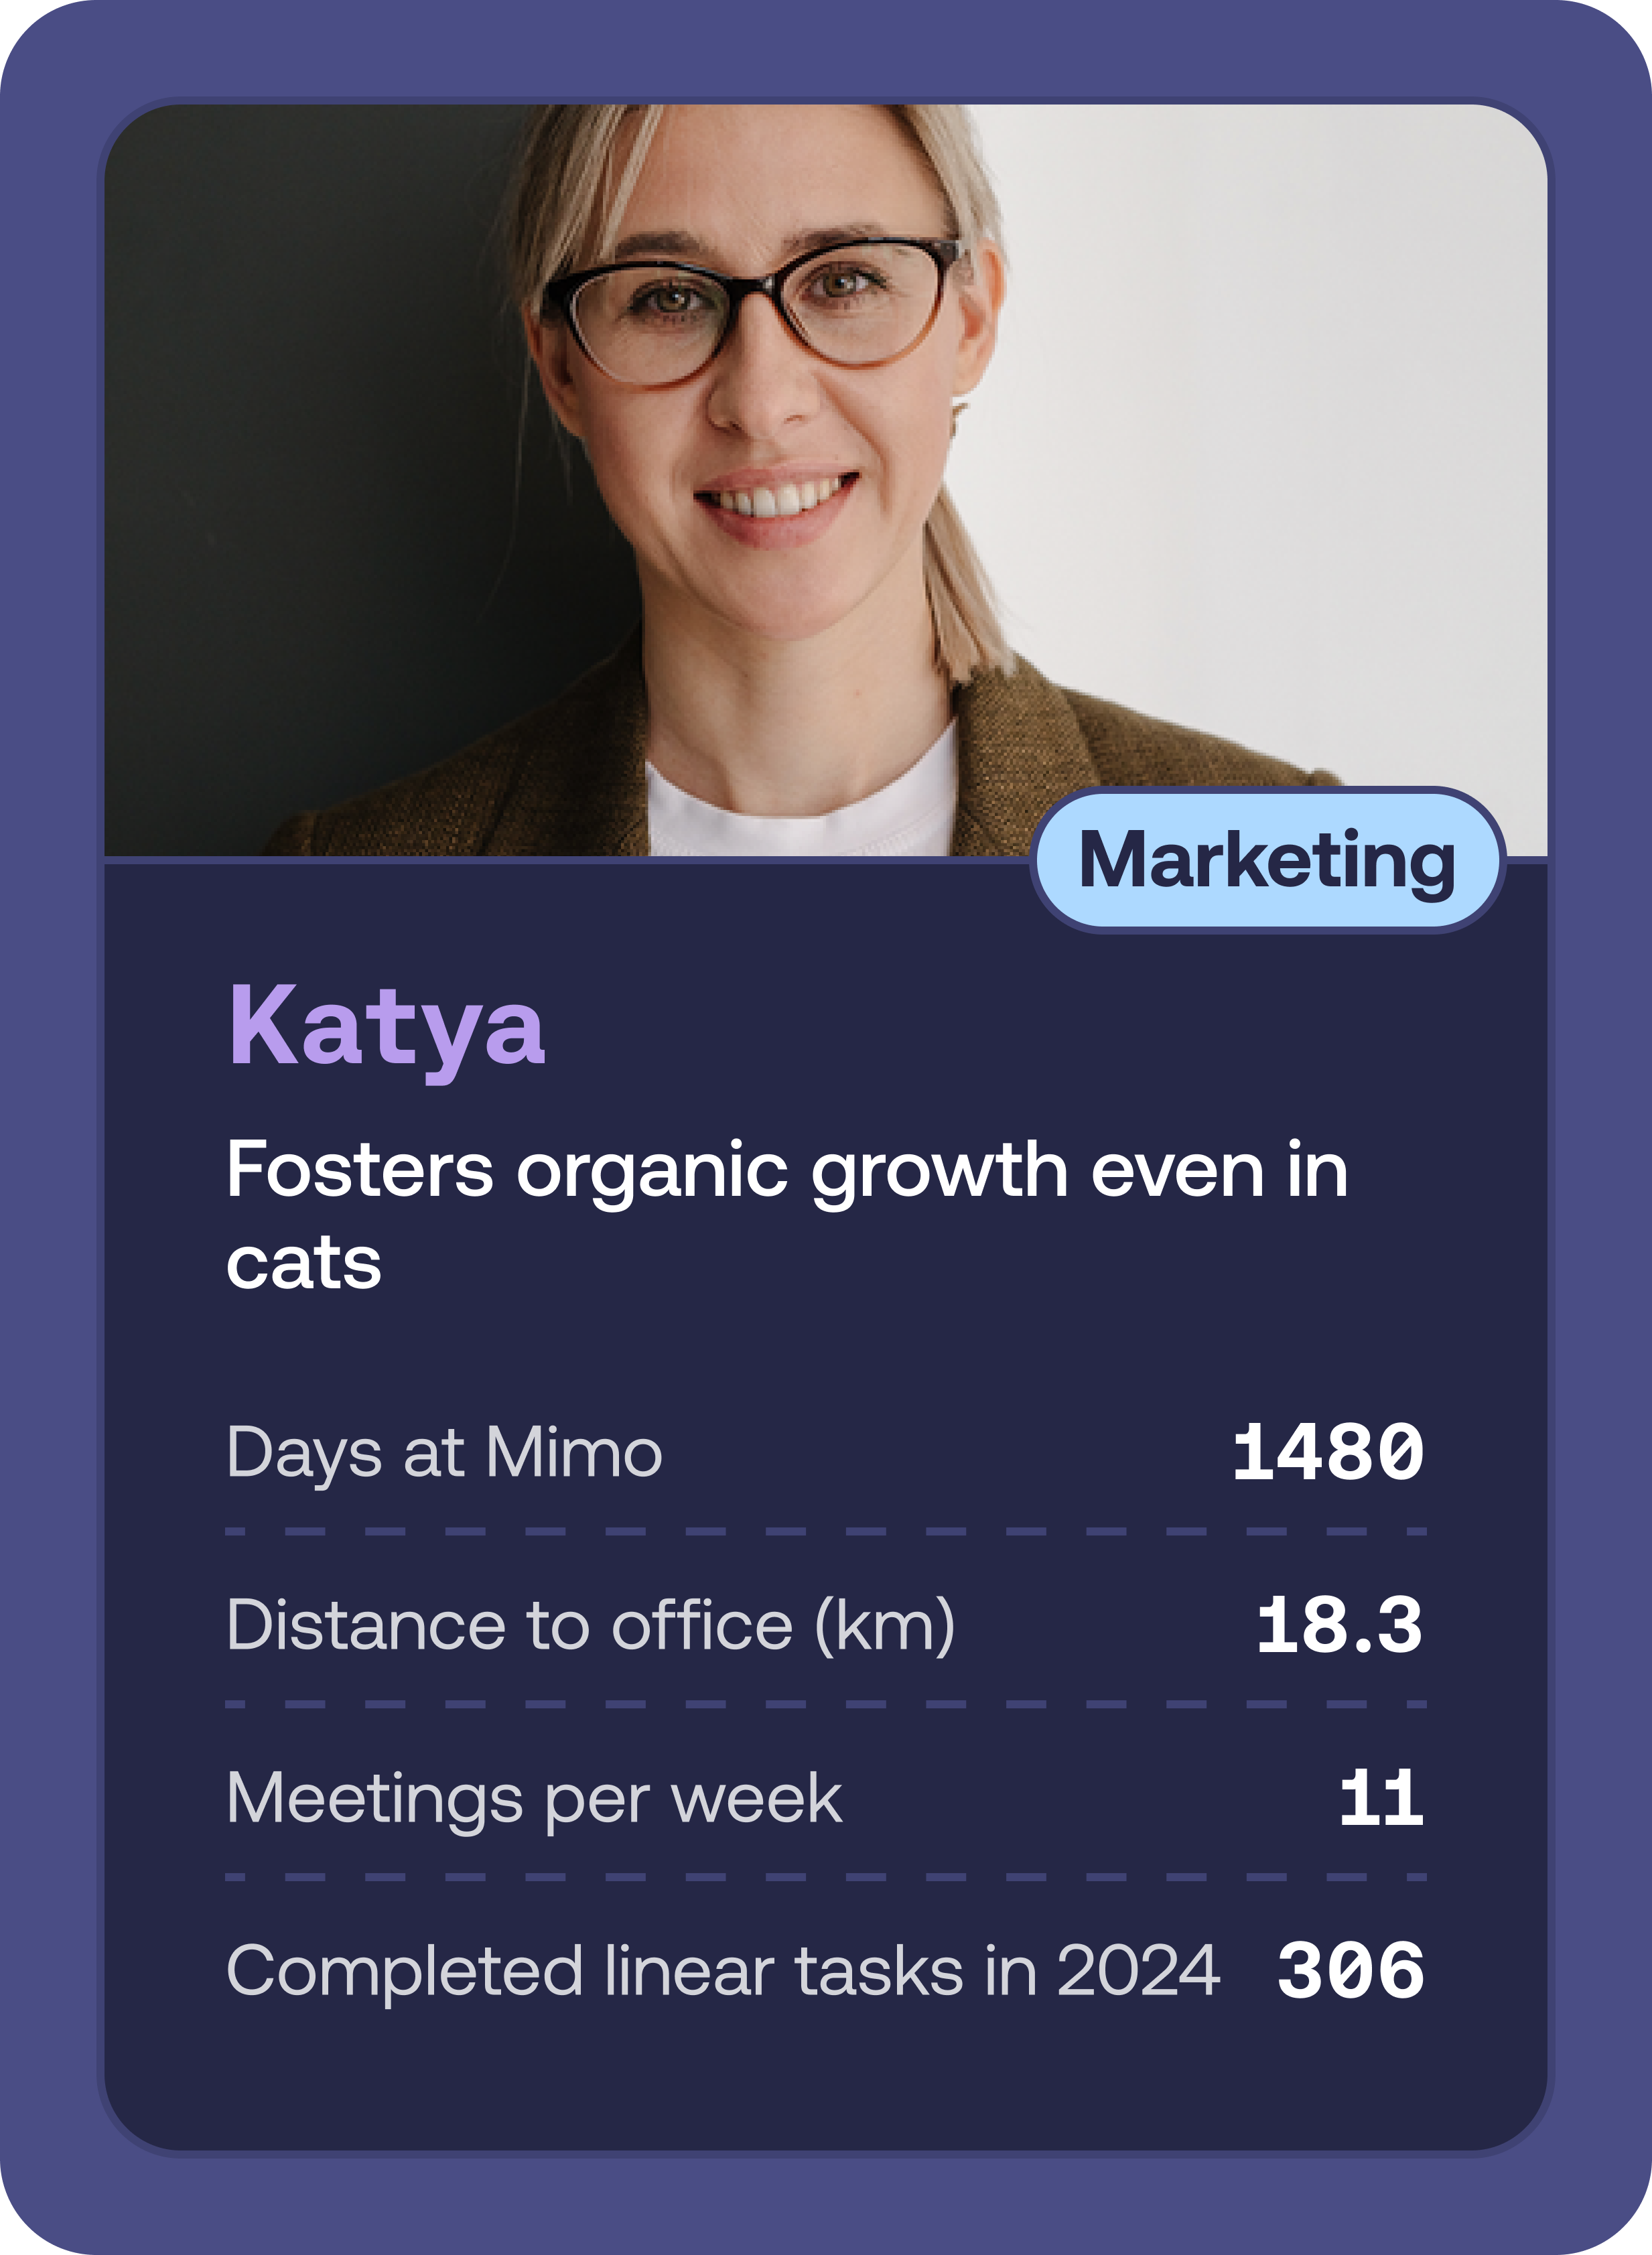 Marketing
Katya
Fosters organic growth even in
cats
Days at Mimo 1480
Distance to office (km) 18.3
Meetings per week 11
Completed linear tasks in 2024 306